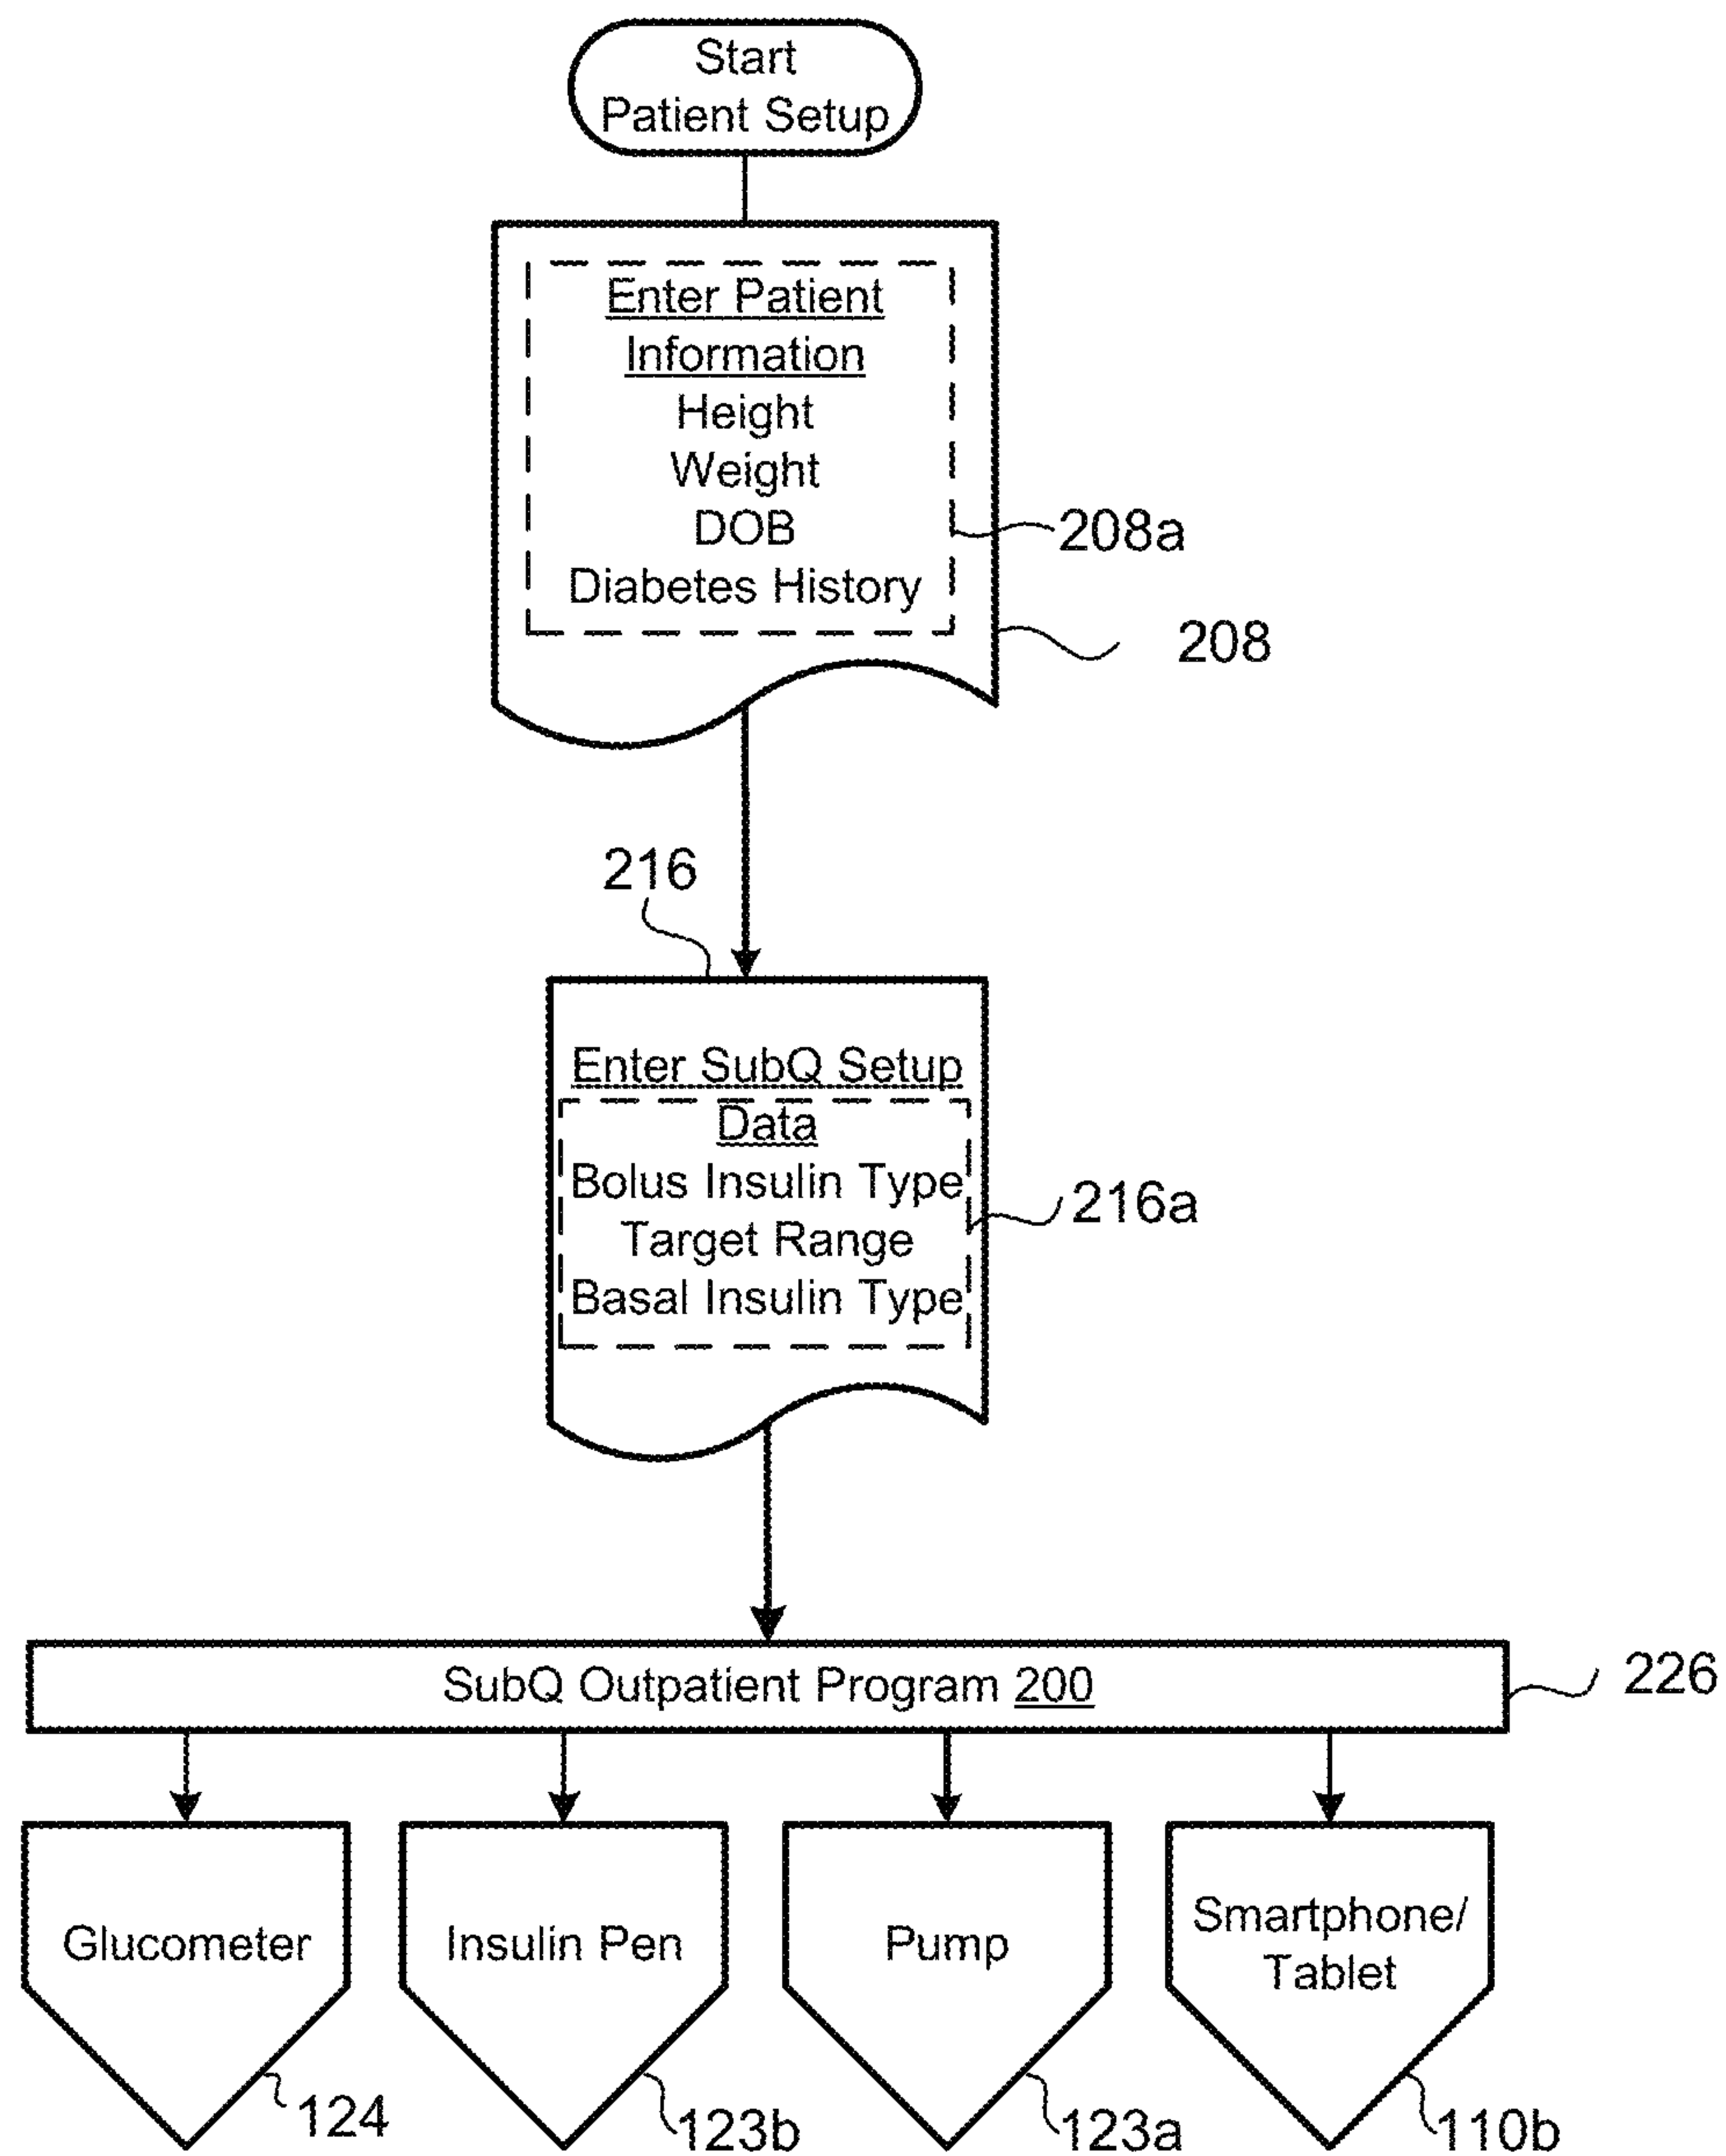 Start
Patient Setup
Enter Patient
Information
Height
Weight
DOB
Diabetes History
208a
208
216
Enter SubQ Setup
Data
Bolus Insulin Type
Target Range
Basal Insulin Type
216a
SubQ Outpatient Program 200
226
Glucometer
Insulin Pen
Pump
Smartphone/
Tablet
124
123b
123a
110b